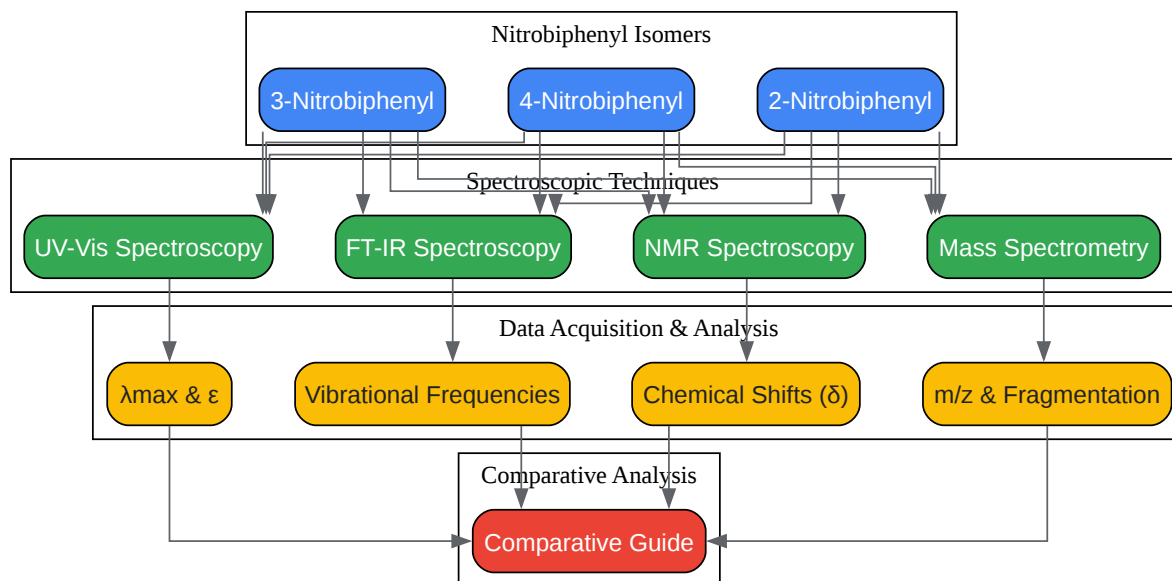 Nitrobiphenyl Isomers
3-Nitrobiphenyl
4-Nitrobiphenyl
2-Nitrobiphenyl
Spectroscopic Techniques
UV-Vis Spectroscopy
FT-IR Spectroscopy
NMR Spectroscopy
Mass Spectrometry
Data Acquisition & Analysis
λmax & ε
Vibrational Frequencies
Chemical Shifts (δ)
m/z & Fragmentation
Comparative Analysis
Comparative Guide